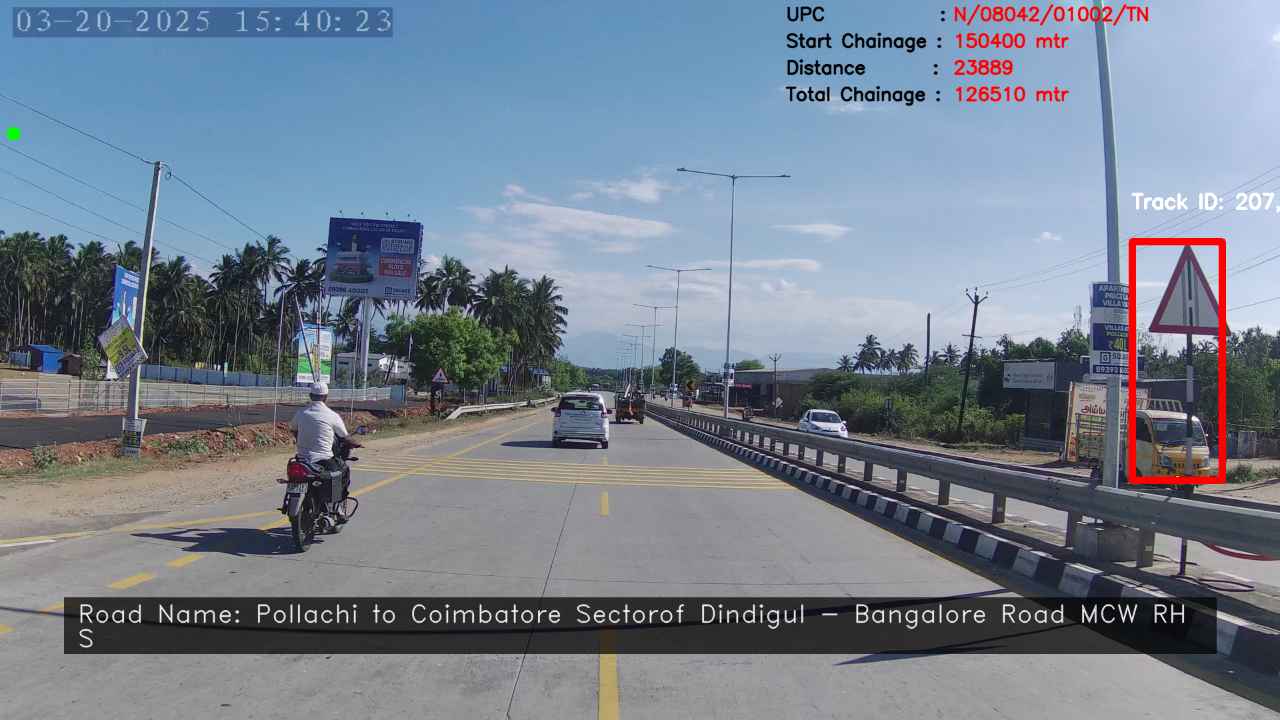 03-20-2025 15:40:23
UPC : N/08042/01002/TN
Start Chainage : 150400 mtr
Distance : 23889
Total Chainage : 126510 mtr
Track ID: 207,
Road Name: Pollachi to Coimbatore Sectorof Dindigul - Bangalore Road MCW RH
S